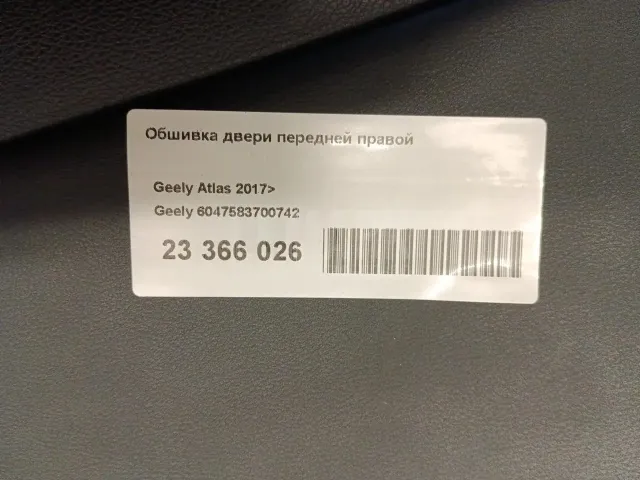 Обшивка двери передней правой
Geely Atlas 2017>
Geely 6047583700742
23 366 026